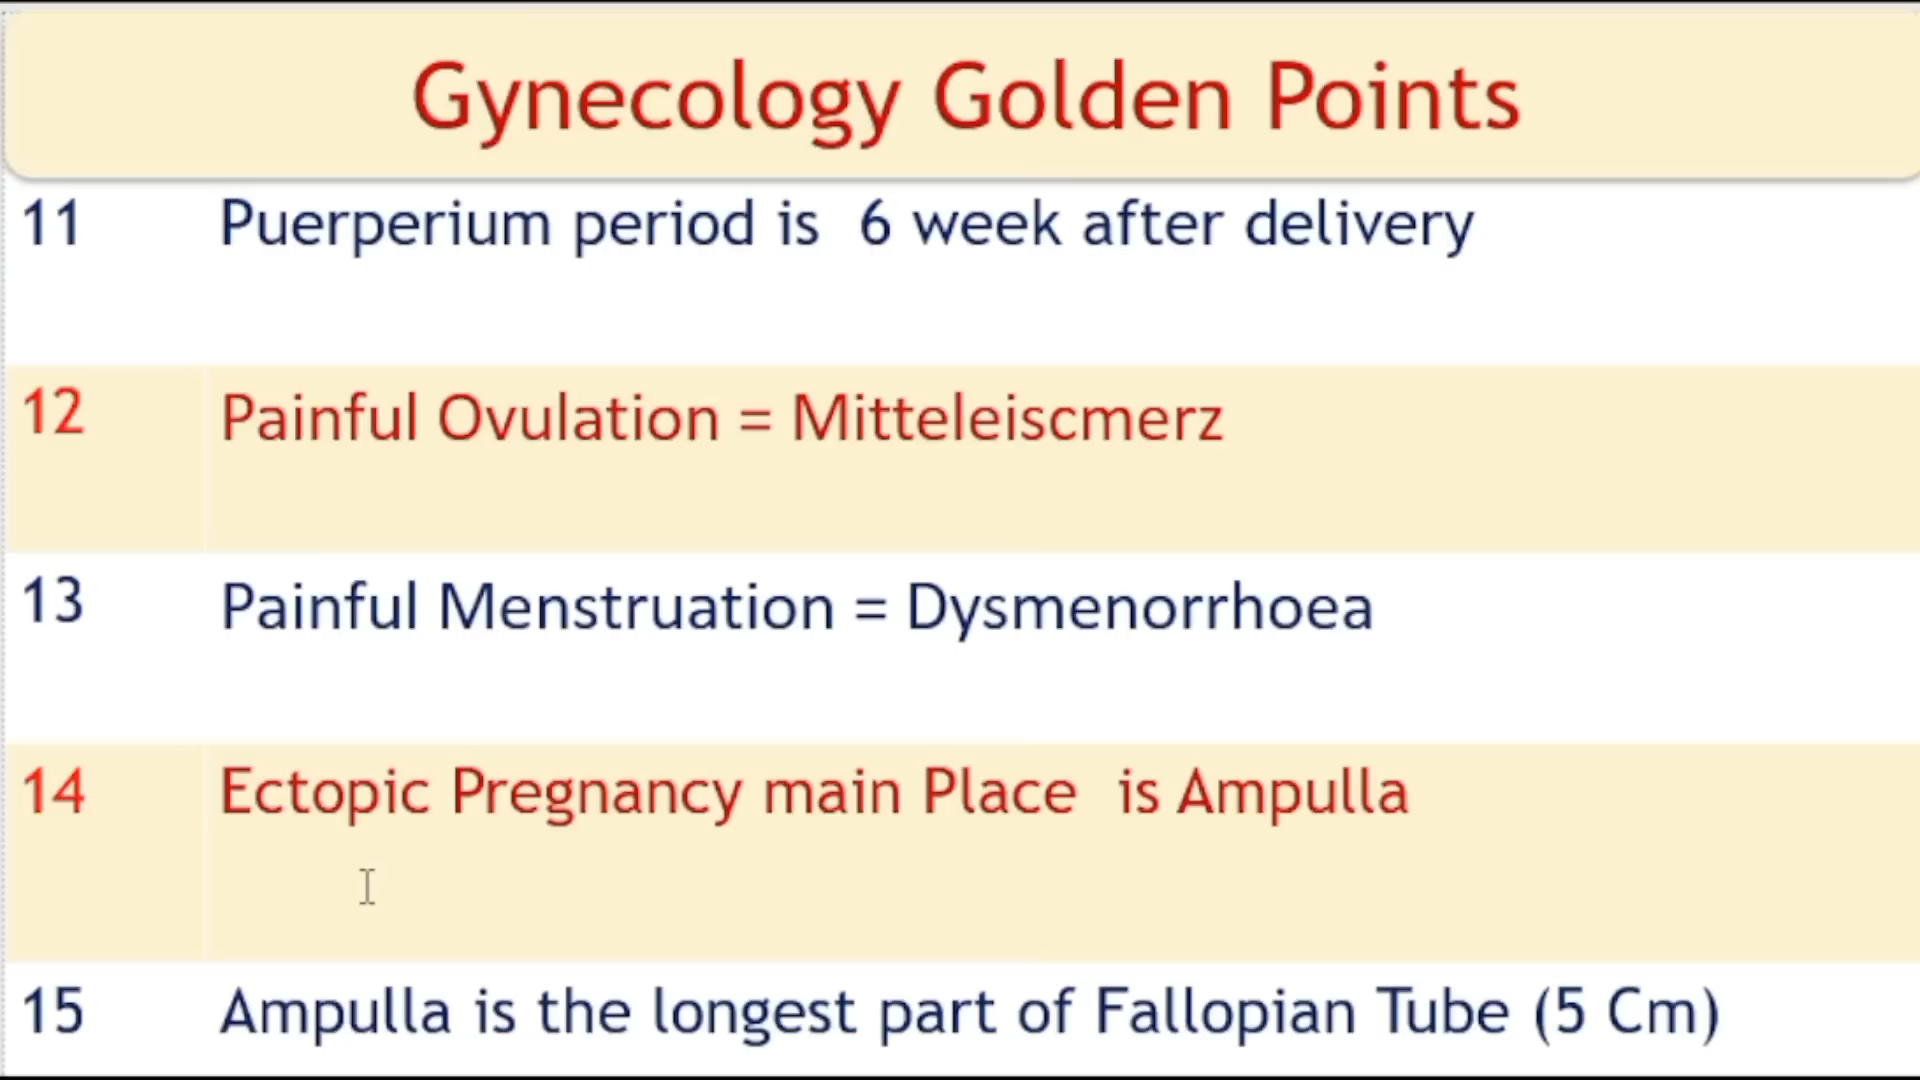 Gynecology Golden Points
11 Puerperium period is 6 week after delivery
12 Painful Ovulation = Mitteleiscmerz
13 Painful Menstruation = Dysmenorrhoea
14 Ectopic Pregnancy main Place is Ampulla
15 Ampulla is the longest part of Fallopian Tube (5 Cm)